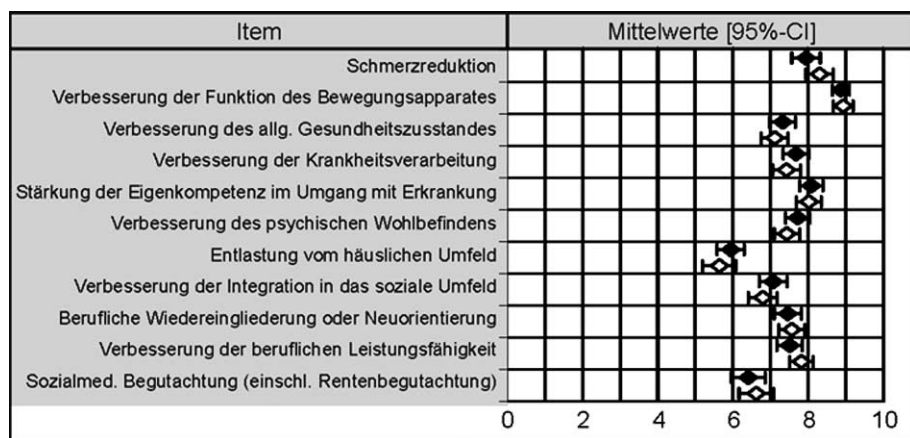 Item Mittelwerte [95%-CI]
Schmerzreduktion
Verbesserung der Funktion des Bewegungsapparates
Verbesserung des allg. Gesundheitszusstandes
Verbesserung der Krankheitsverarbeitung
Stärkung der Eigenkompetenz im Umgang mit Erkrankung
Verbesserung des psychischen Wohlbefindens
Entlastung vom häuslichen Umfeld
Verbesserung der Integration in das soziale Umfeld
Berufliche Wiedereingliederung oder Neuorientierung
Verbesserung der beruflichen Leistungsfähigkeit
Sozialmed. Begutachtung (einschl. Rentenbegutachtung)
0 2 4 6 8 10